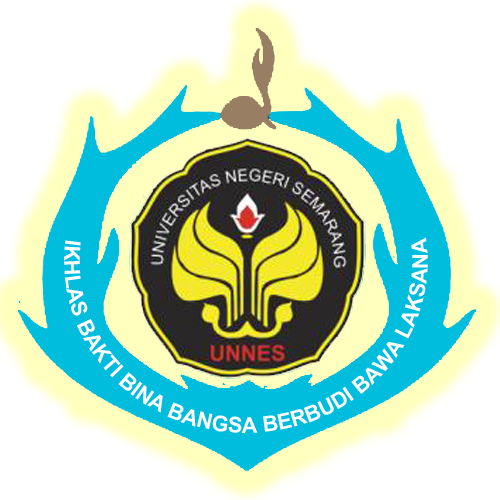 UNIVERSITAS NEGERI SEMARANG
UNNES
IKHLAS BAKTI BINA BANGSA BERBUDI BAWA LAKSANA